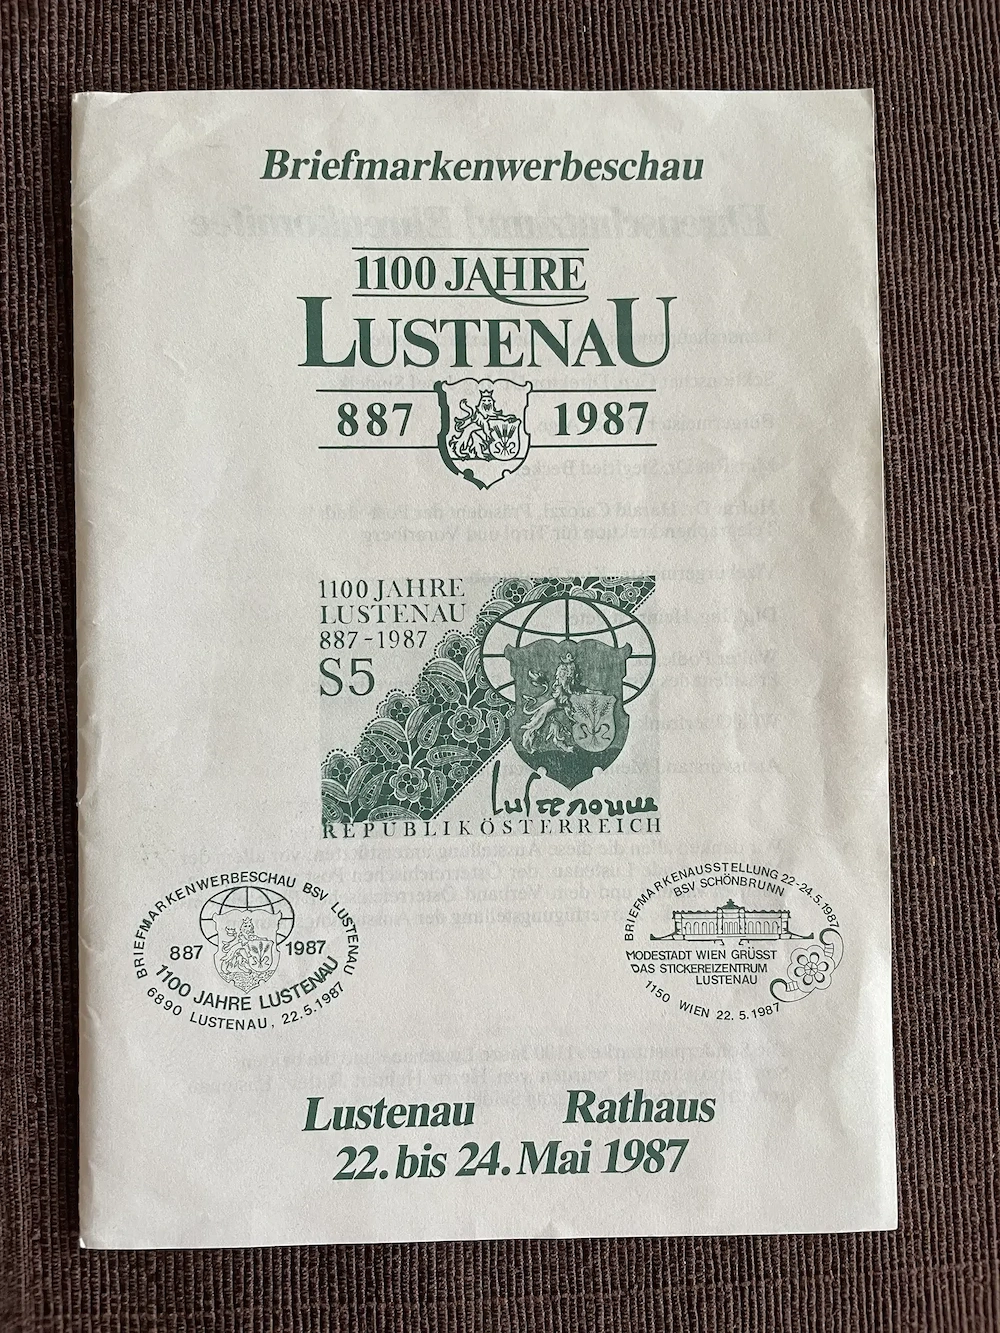 Briefmarkenwerbeschau
1100 JAHRE
LUSTENAU
887 1987
1100 JAHRE
LUSTENAU
887-1987
S5
Lustenouua
REPUBLIK ÖSTERREICH
BRIEFMARKENWERBESCHAU BSV LUSTENAU
887 1987
1100 JAHRE LUSTENAU
6890 LUSTENAU, 22.5.1987
BRIEFMARKENAUSSTELLUNG 22-24.5.1987
BSV SCHÖNBRUNN
MODESTADT WIEN GRÜSST
DAS STICKEREIZENTRUM
LUSTENAU
1150 WIEN 22.5.1987
Lustenau Rathaus
22. bis 24. Mai 1987